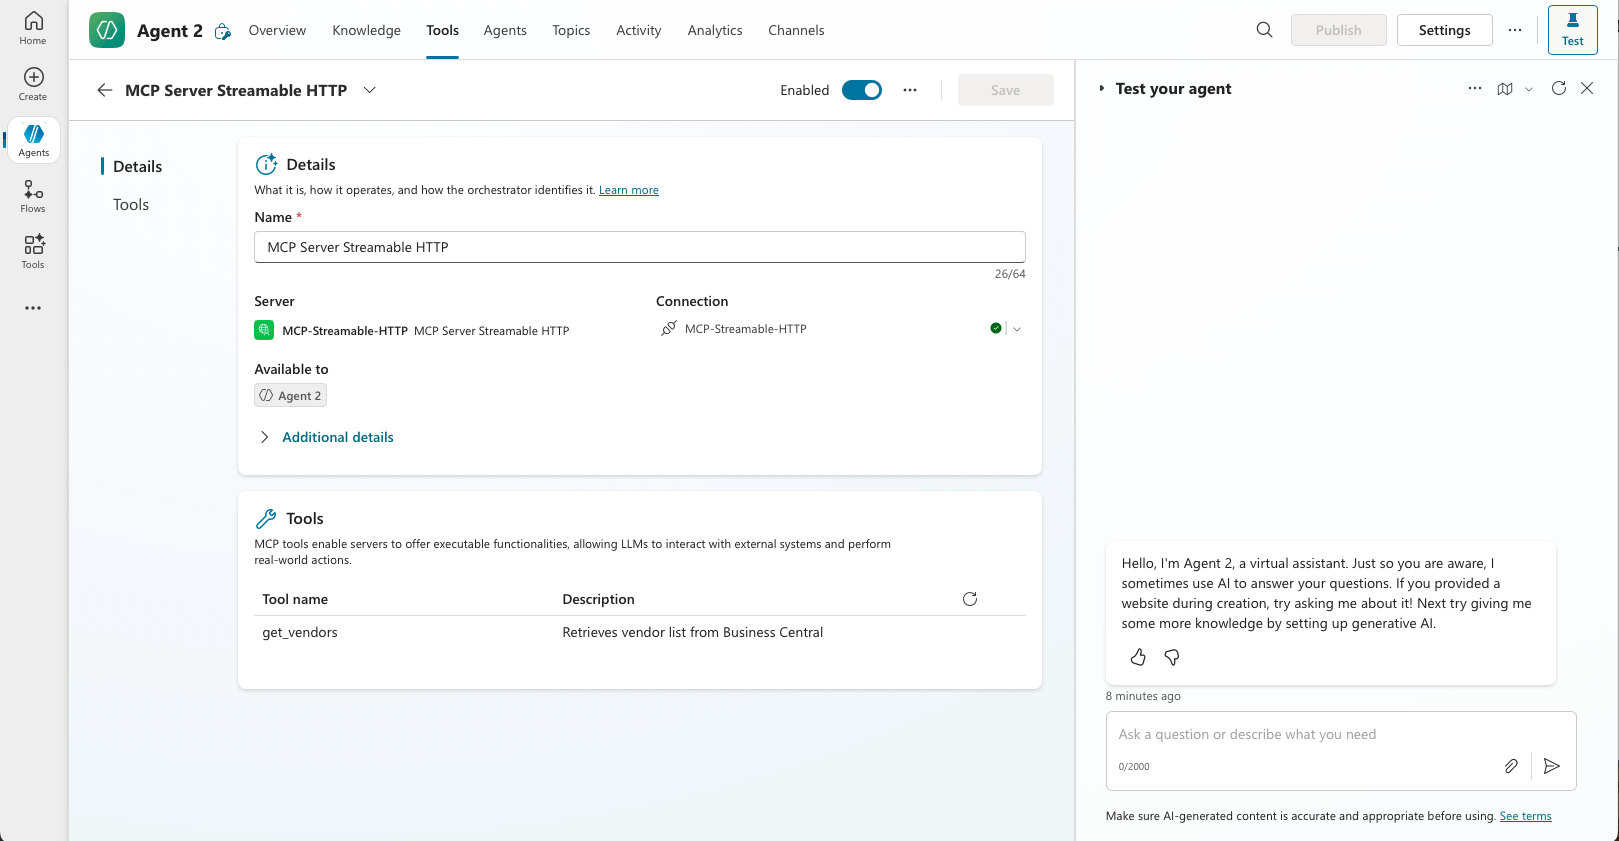 Home
Create
Agents
Flows
Tools
Agent 2
Overview
Knowledge
Tools
Agents
Topics
Activity
Analytics
Channels
Publish
Settings
Test
MCP Server Streamable HTTP
Enabled
Save
Details
Tools
Details
What it is, how it operates, and how the orchestrator identifies it. Learn more
Name *
MCP Server Streamable HTTP
26/64
Server
Connection
MCP-Streamable-HTTP MCP Server Streamable HTTP
MCP-Streamable-HTTP
Available to
Agent 2
Additional details
Tools
MCP tools enable servers to offer executable functionalities, allowing LLMs to interact with external systems and perform
real-world actions.
Tool name
Description
get_vendors
Retrieves vendor list from Business Central
Test your agent
Hello, I'm Agent 2, a virtual assistant. Just so you are aware, I
sometimes use AI to answer your questions. If you provided a
website during creation, try asking me about it! Next try giving me
some more knowledge by setting up generative AI.
8 minutes ago
Ask a question or describe what you need
0/2000
Make sure AI-generated content is accurate and appropriate before using. See terms